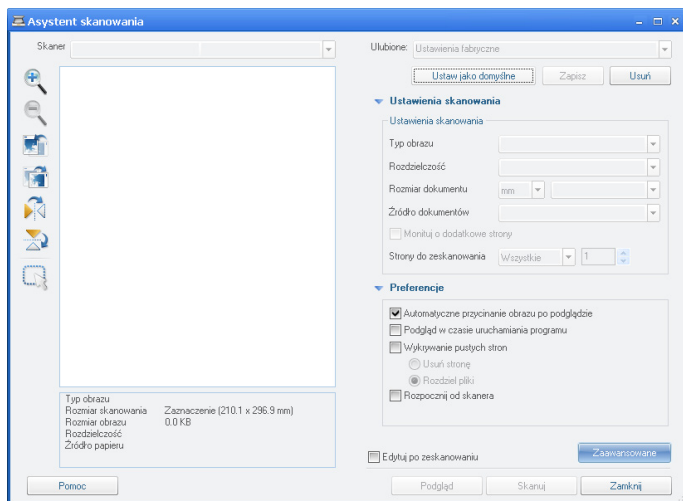 Asystent skanowania
Skaner
Ulubione: Ustawienia fabryczne
Ustaw jako domyślne Zapisz Usuń
Ustawienia skanowania
Ustawienia skanowania
Typ obrazu
Rozdzielczość
Rozmiar dokumentu mm
Źródło dokumentów
Monituj o dodatkowe strony
Strony do zeskanowania Wszystkie 1
Preferencje
Automatyczne przycinanie obrazu po podglądzie
Podgląd w czasie uruchamiania programu
Wykrywanie pustych stron
Usuń stronę
Rozdziel pliki
Rozpocznij od skanera
Typ obrazu
Rozmiar skanowania Zaznaczenie (210.1 x 296.9 mm)
Rozmiar obrazu 0.0 KB
Rozdzielczość
Źródło papieru
Edytuj po zeskanowaniu Zaawansowane
Pomoc Podgląd Skanuj Zamknij